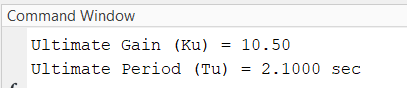 Command Window
Ultimate Gain (Ku) = 10.50
Ultimate Period (Tu) = 2.1000 sec